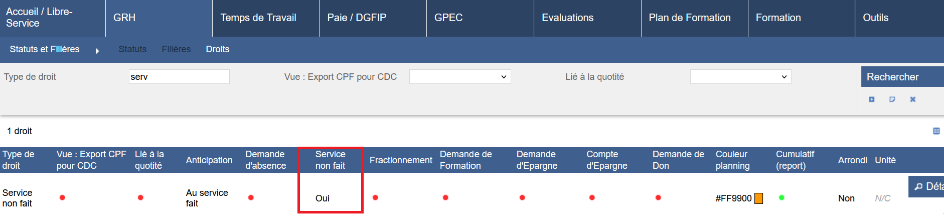 Accueil / Libre-Service
GRH
Temps de Travail
Paie / DGFIP
GPEC
Evaluations
Plan de Formation
Formation
Outils
Statuts et Filières
Statuts
Filières
Droits
Type de droit
serv
Vue : Export CPF pour CDC
Lié à la quotité
Rechercher
1 droit
Type de droit
Vue : Export CPF pour CDC
Lié à la quotité
Anticipation
Demande d'absence
Service non fait
Fractionnement
Demande de Formation
Demande d'Epargne
Compte d'Epargne
Demande de Don
Couleur planning
Cumulatif (report)
Arrondi
Unité
Service non fait
Au service fait
Oui
#FF9900
Non
N/C
Déta